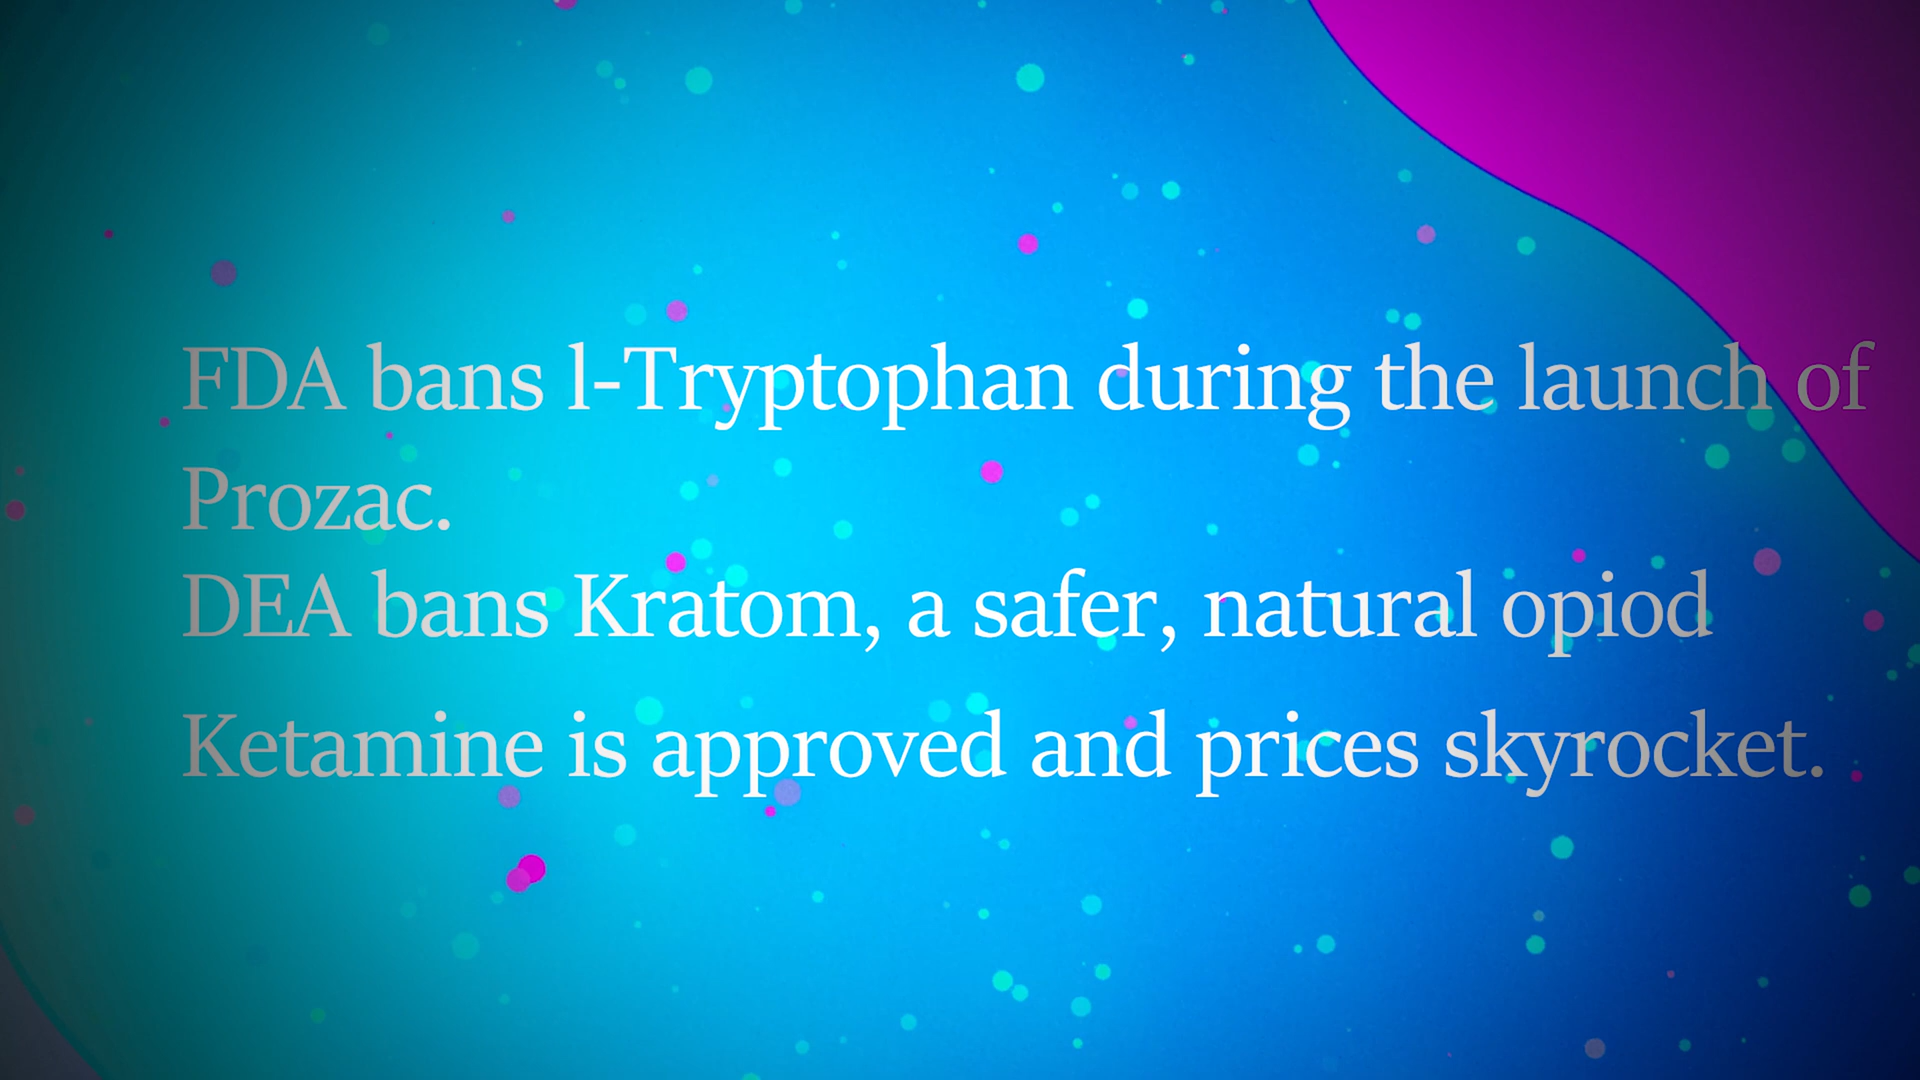 FDA bans l-Tryptophan during the launch of
Prozac.
DEA bans Kratom, a safer, natural opiod
Ketamine is approved and prices skyrocket.